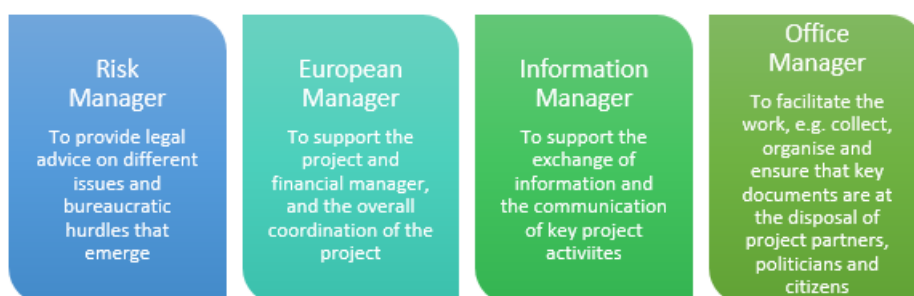 Risk
Manager
To provide legal
advice on different
issues and
bureaucratic
hurdles that
emerge
European
Manager
To support the
project and
financial manager,
and the overall
coordination of the
project
Information
Manager
To support the
exchange of
information and
the communication
of key project
activiites
Office
Manager
To facilitate the
work, e.g. collect,
organise and
ensure that key
documents are at
the disposal of
project partners,
politicians and
citizens